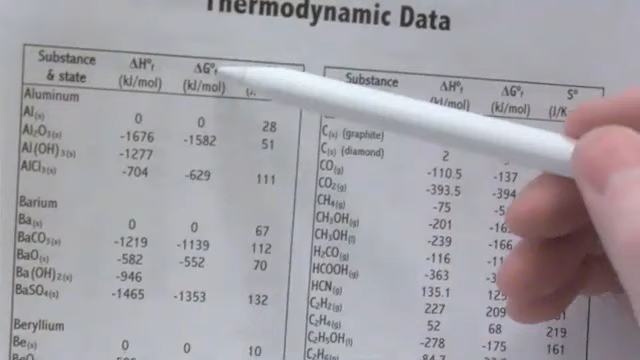 Thermodynamic Data
Substance & state ΔH°f (kJ/mol) ΔG°f (kJ/mol)
Aluminum
Al(s) 0 0 28
Al2O3(s) -1676 -1582 51
Al(OH)3(s) -1277
AlCl3(s) -704 -629 111
Barium
Ba(s) 0 0 67
BaCO3(s) -1219 -1139 112
BaO(s) -582 -552 70
Ba(OH)2(s) -946
BaSO4(s) -1465 -1353 132
Beryllium
Be(s) 0 0 10
BeO
Substance ΔH°f (kJ/mol) ΔG°f (kJ/mol) S° (J/K
C(s) (graphite)
C(s) (diamond) 2
CO(g) -110.5 -137
CO2(g) -393.5 -394
CH4(g) -75
CH3OH(g) -201
CH3OH(l) -239 -166
H2CO(g) -116
HCOOH(g) -363
HCN(g) 135.1
C2H2(g) 227 209
C2H4(g) 52 68 219
C2H5OH(l) -278 -175 161
C2H6(g) -84.7